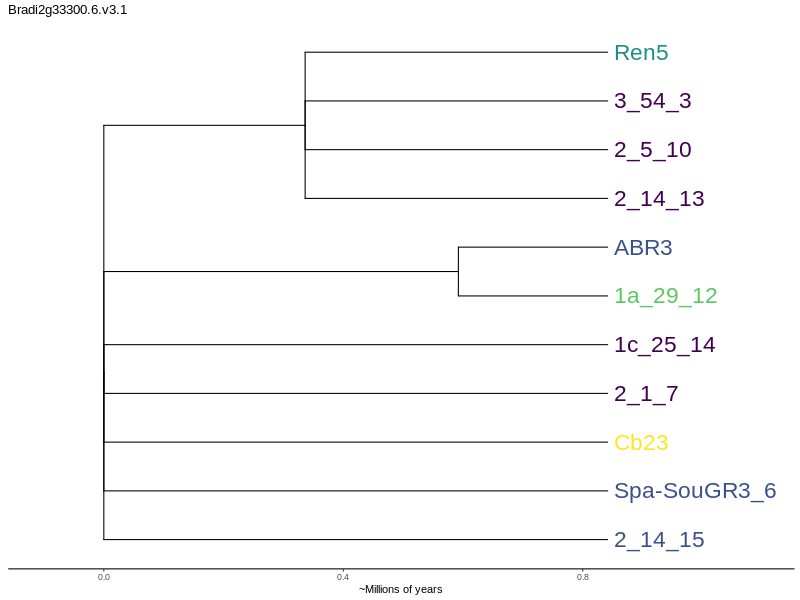 Bradi2g33300.6.v3.1
Ren5
3_54_3
2_5_10
2_14_13
ABR3
1a_29_12
1c_25_14
2_1_7
Cb23
Spa-SouGR3_6
2_14_15
0.0 0.4 0.8
~Millions of years